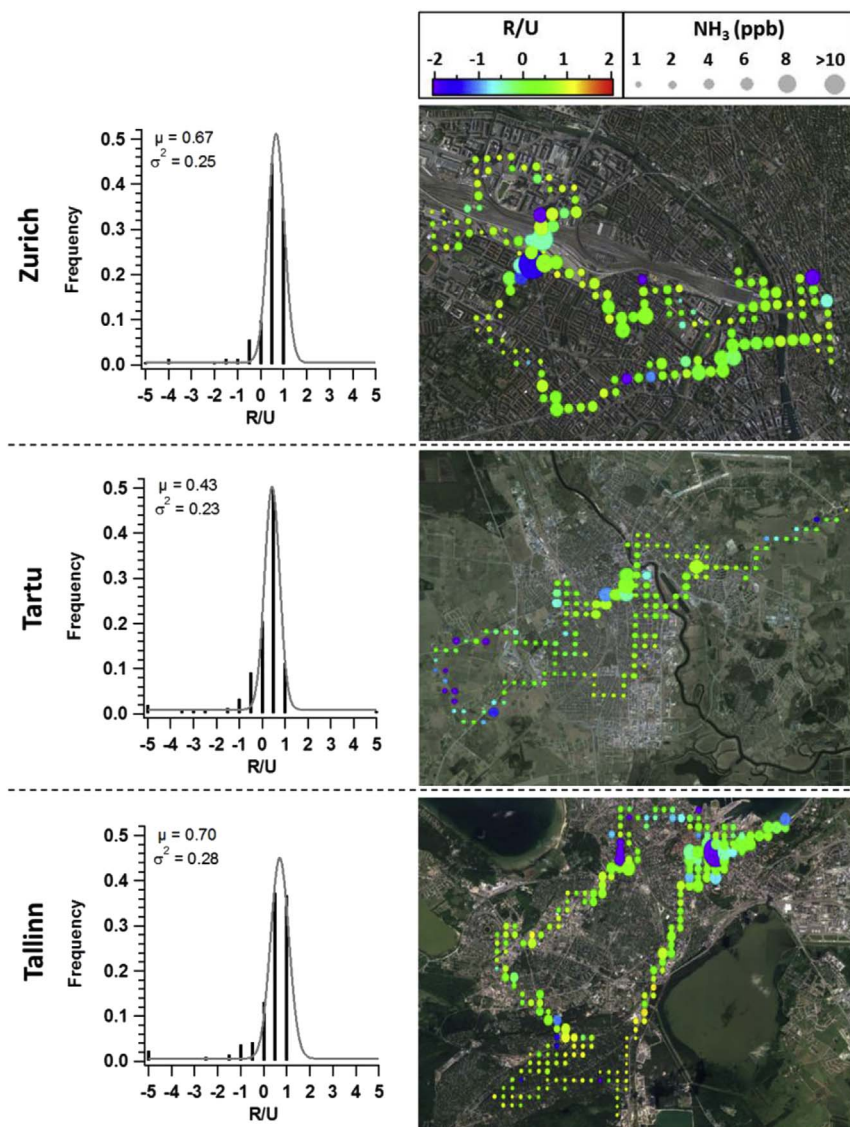 R/U
NH₃ (ppb)
-2 -1 0 1 2
1 2 4 6 8 >10
Zurich
Frequency
0.5
0.4
0.3
0.2
0.1
0.0
μ = 0.67
σ² = 0.25
-5 -4 -3 -2 -1 0 1 2 3 4 5
R/U
Tartu
Frequency
0.5
0.4
0.3
0.2
0.1
0.0
μ = 0.43
σ² = 0.23
-5 -4 -3 -2 -1 0 1 2 3 4 5
R/U
Tallinn
Frequency
0.5
0.4
0.3
0.2
0.1
0.0
μ = 0.70
σ² = 0.28
-5 -4 -3 -2 -1 0 1 2 3 4 5
R/U